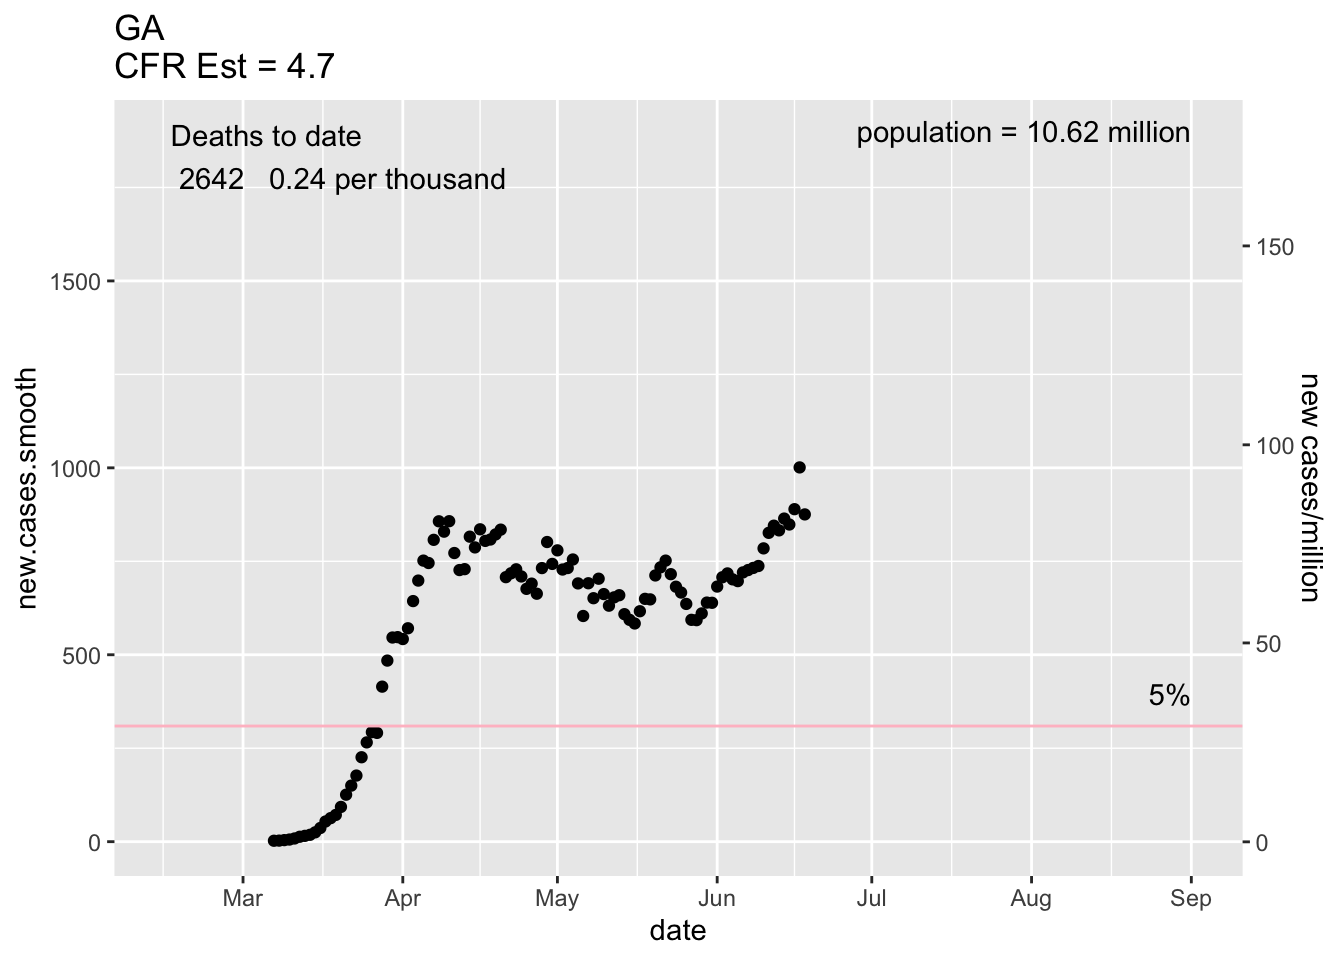 GA
CFR Est = 4.7
Deaths to date
2642 0.24 per thousand
population = 10.62 million
1500
1000
500
0
new.cases.smooth
150
100
50
0
new cases/million
5%
Mar Apr May Jun Jul Aug Sep
date